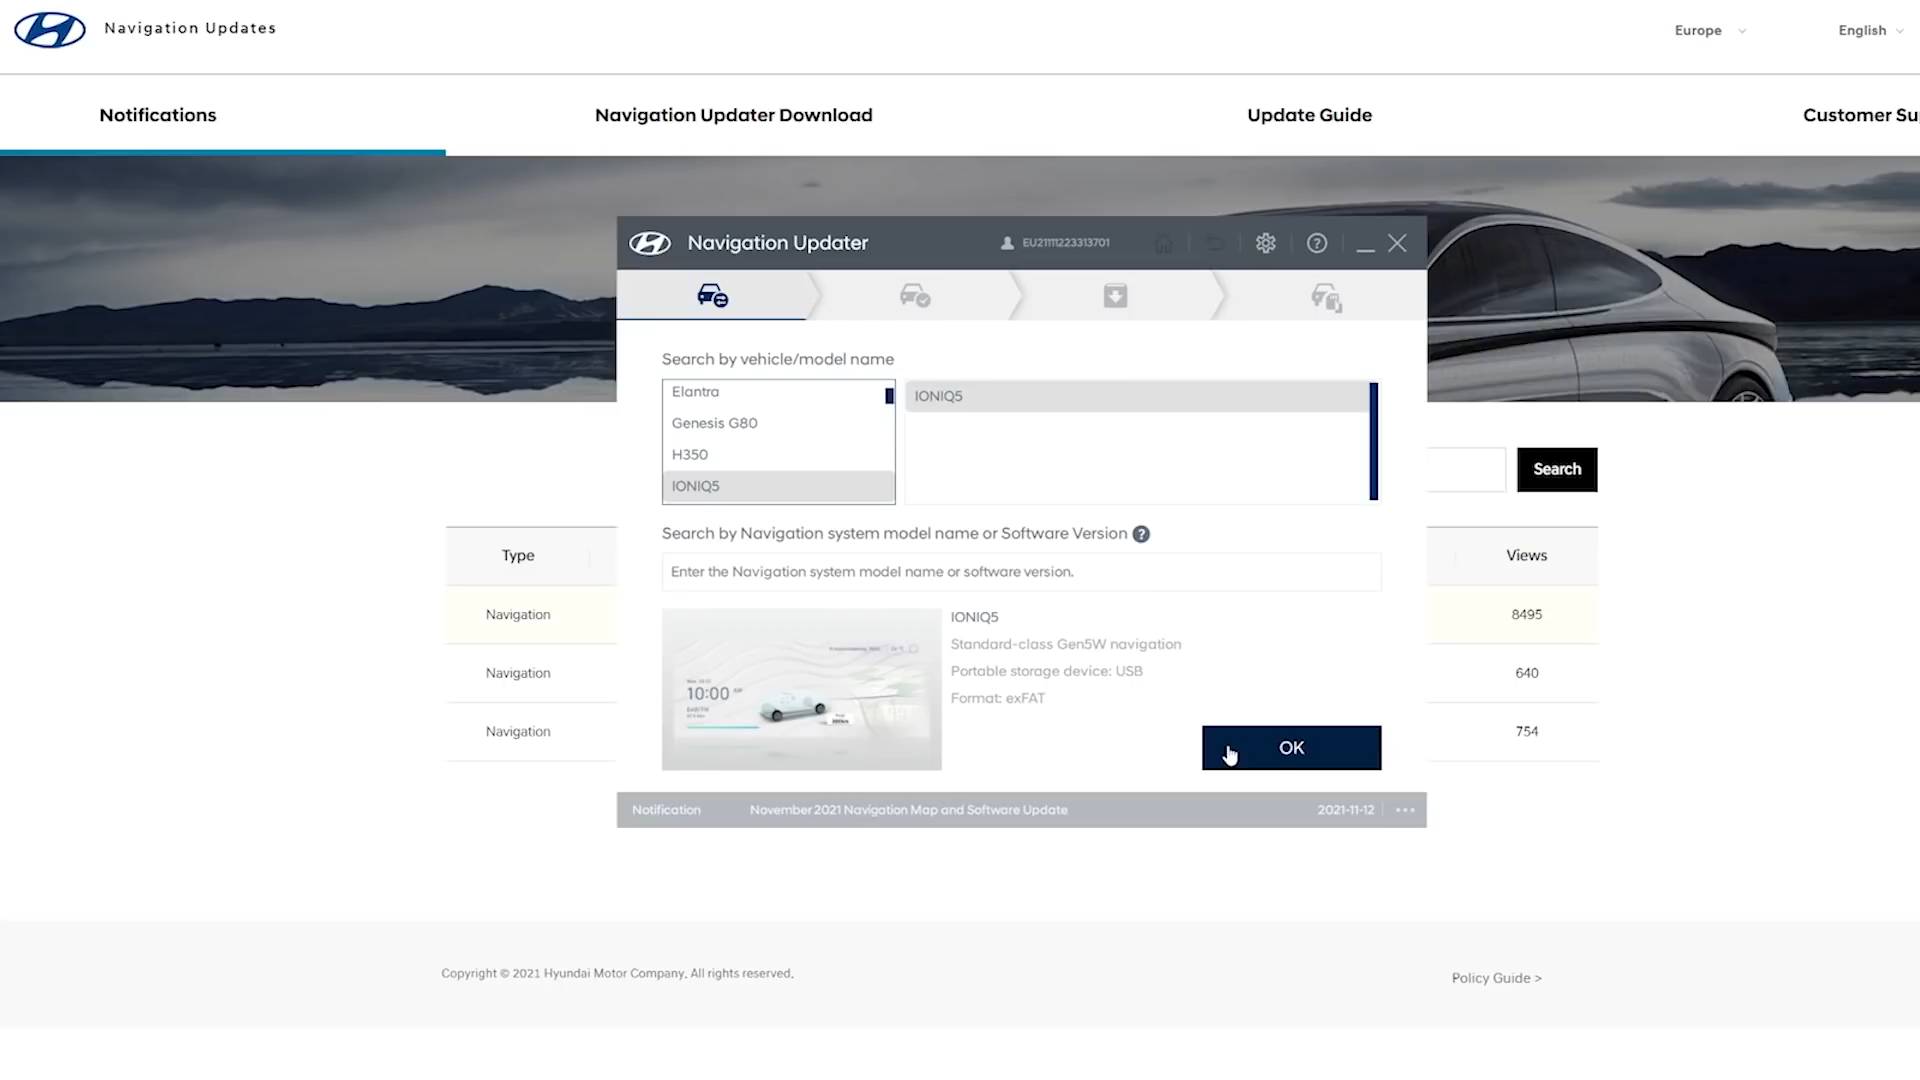 Navigation Updates
Europe
English
Notifications
Navigation Updater Download
Update Guide
Customer Su
Navigation Updater
EU21111223313701
Search by vehicle/model name
Elantra
Genesis G80
H350
IONIQ5
IONIQ5
Search
Search by Navigation system model name or Software Version ?
Enter the Navigation system model name or software version.
Type
Views
Navigation
8495
Navigation
640
Navigation
754
10:00
IONIQ5
Standard-class Gen5W navigation
Portable storage device: USB
Format: exFAT
OK
Notification
November 2021 Navigation Map and Software Update
2021-11-12
Copyright © 2021 Hyundai Motor Company. All rights reserved.
Policy Guide >